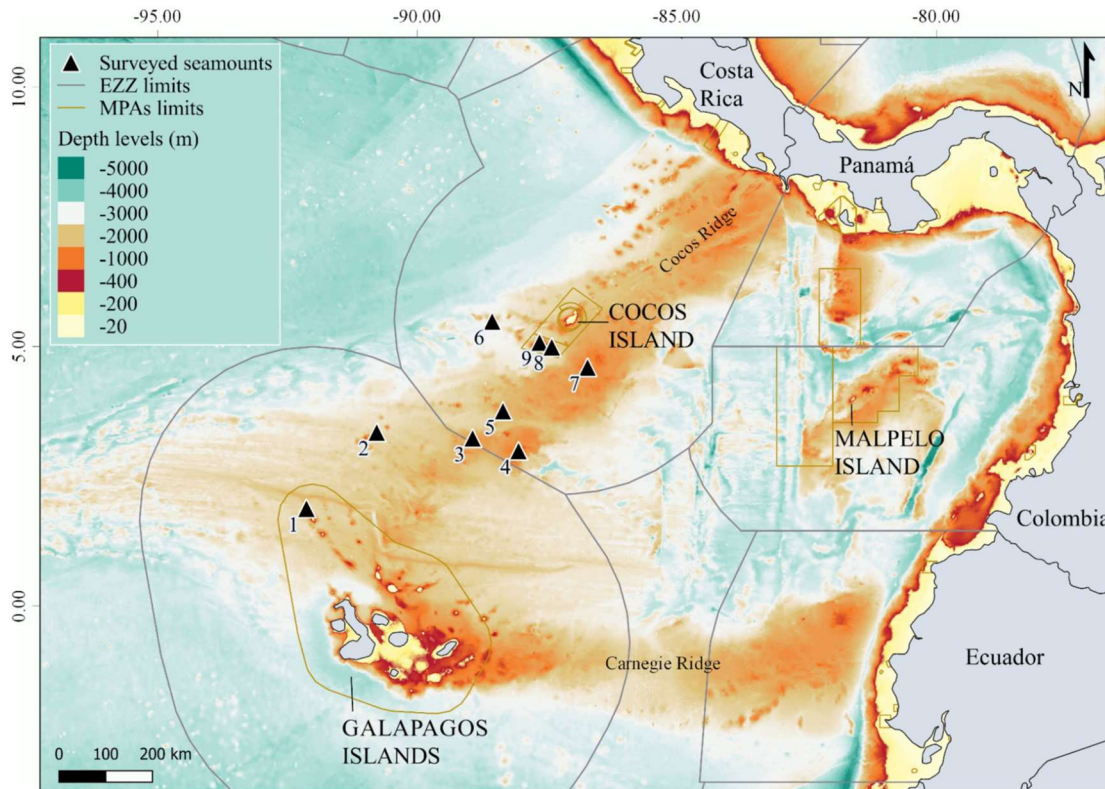 -95.00
-90.00
-85.00
-80.00
10.00
5.00
0.00
Surveyed seamounts
EZZ limits
MPAs limits
Depth levels (m)
-5000
-4000
-3000
-2000
-1000
-400
-200
-20
N
Costa
Rica
Panamá
Cocos Ridge
COCOS
ISLAND
6
9
8
7
5
3
4
2
1
MALPELO
ISLAND
Colombia
Carnegie Ridge
Ecuador
GALAPAGOS
ISLANDS
0 100 200 km